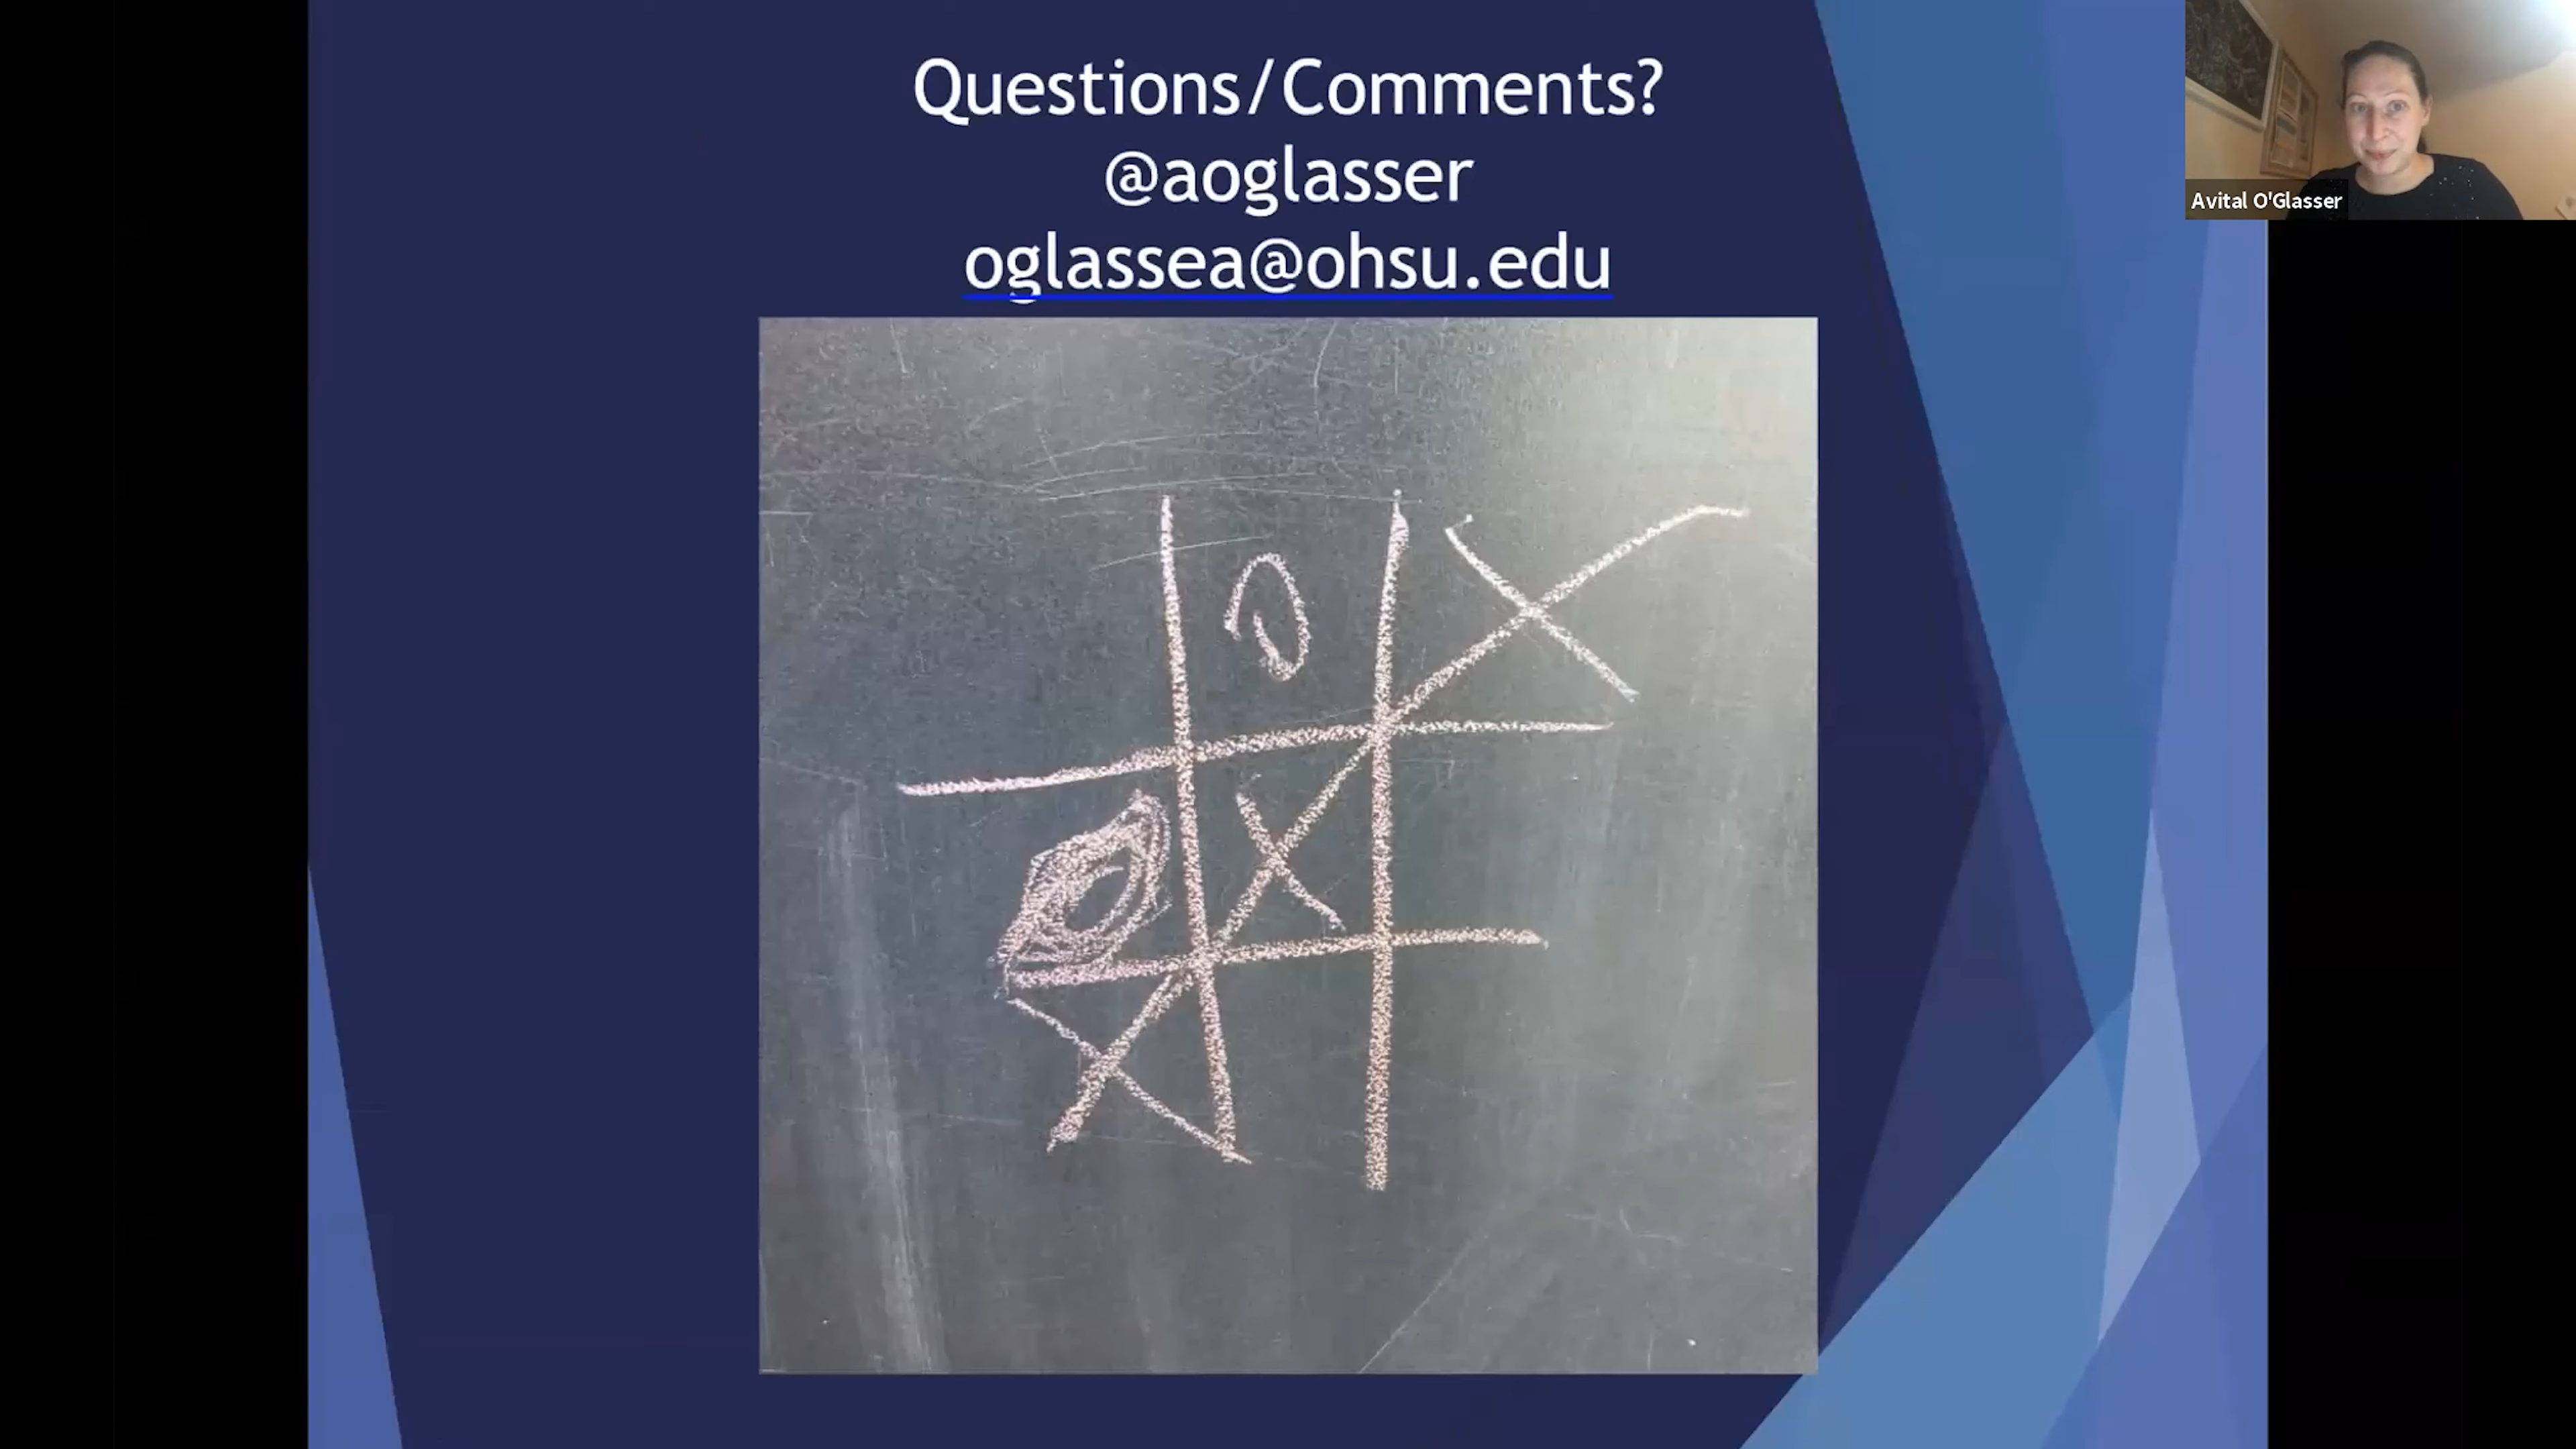 Questions/Comments?
@aoglasser
oglassea@ohsu.edu
Avital O'Glasser
O
X
O
X
X